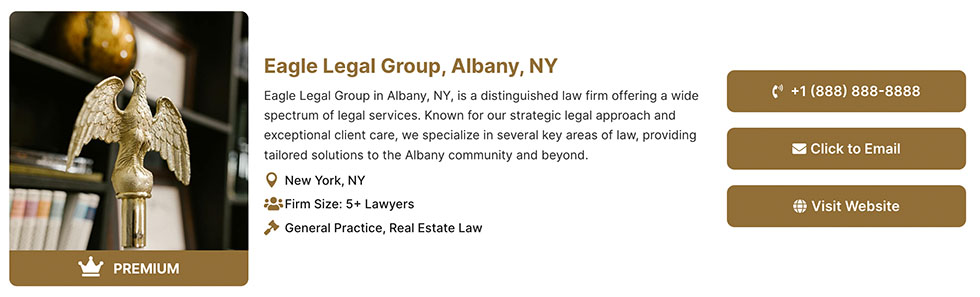 Eagle Legal Group, Albany, NY
Eagle Legal Group in Albany, NY, is a distinguished law firm offering a wide
spectrum of legal services. Known for our strategic legal approach and
exceptional client care, we specialize in several key areas of law, providing
tailored solutions to the Albany community and beyond.
New York, NY
Firm Size: 5+ Lawyers
General Practice, Real Estate Law
PREMIUM
+1 (888) 888-8888
Click to Email
Visit Website